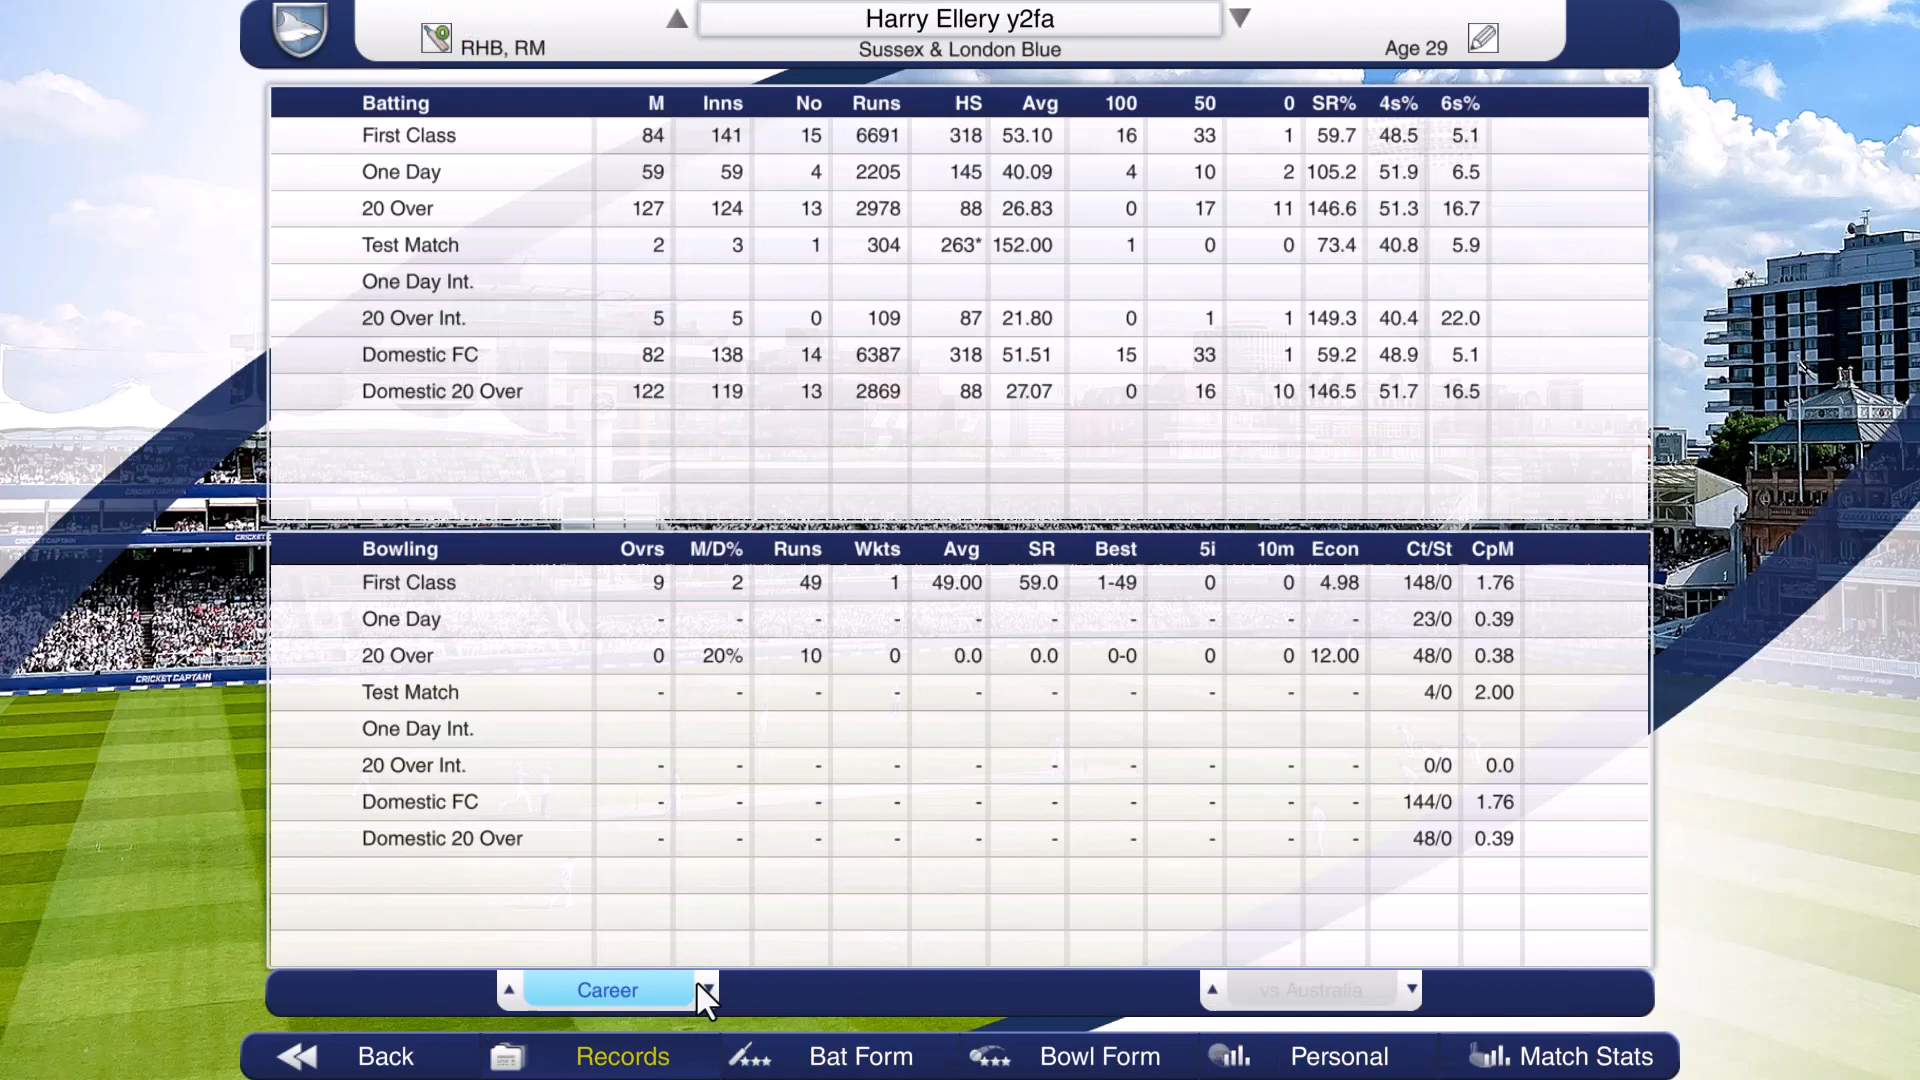 Harry Ellery y2fa
RHB, RM
Sussex & London Blue
Age 29
Batting M Inns No Runs HS Avg 100 50 0 SR% 4s% 6s%
First Class 84 141 15 6691 318 53.10 16 33 1 59.7 48.5 5.1
One Day 59 59 4 2205 145 40.09 4 10 2 105.2 51.9 6.5
20 Over 127 124 13 2978 88 26.83 0 17 11 146.6 51.3 16.7
Test Match 2 3 1 304 263* 152.00 1 0 0 73.4 40.8 5.9
One Day Int.
20 Over Int. 5 5 0 109 87 21.80 0 1 1 149.3 40.4 22.0
Domestic FC 82 138 14 6387 318 51.51 15 33 1 59.2 48.9 5.1
Domestic 20 Over 122 119 13 2869 88 27.07 0 16 10 146.5 51.7 16.5
Bowling Ovrs M/D% Runs Wkts Avg SR Best 5i 10m Econ Ct/St CpM
First Class 9 2 49 1 49.00 59.0 1-49 0 0 4.98 148/0 1.76
One Day - - - - - - - - - - 23/0 0.39
20 Over 0 20% 10 0 0.0 0.0 0-0 0 0 12.00 48/0 0.38
Test Match - - - - - - - - - - 4/0 2.00
One Day Int.
20 Over Int. - - - - - - - - - - 0/0 0.0
Domestic FC - - - - - - - - - - 144/0 1.76
Domestic 20 Over - - - - - - - - - - 48/0 0.39
CRICKET CAPTAIN
Career
vs Australia
Back Records Bat Form Bowl Form Personal Match Stats